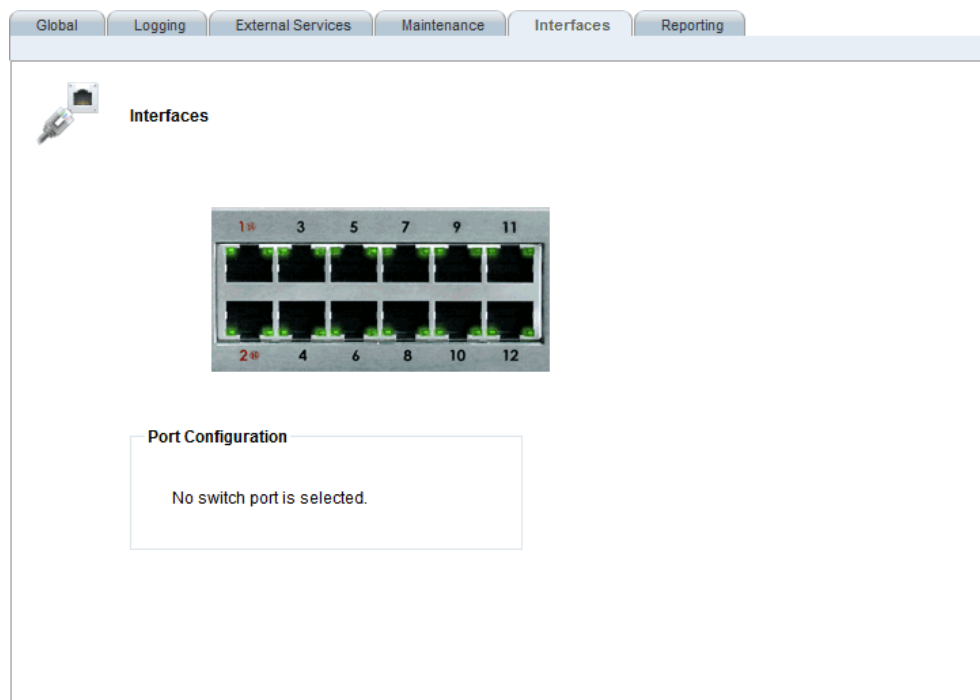 Global Logging External Services Maintenance Interfaces Reporting
Interfaces
1 3 5 7 9 11
2 4 6 8 10 12
Port Configuration
No switch port is selected.